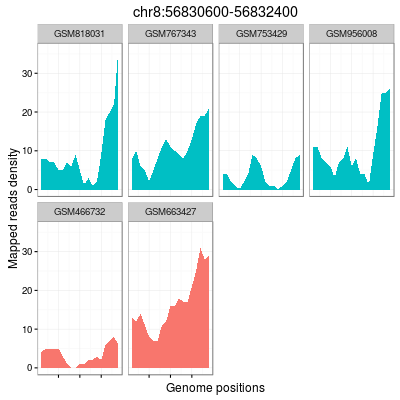 chr8:56830600-56832400
GSM818031 GSM767343 GSM753429 GSM956008
30
20
10
0
GSM466732 GSM663427
30
20
10
0
Mapped reads density
Genome positions